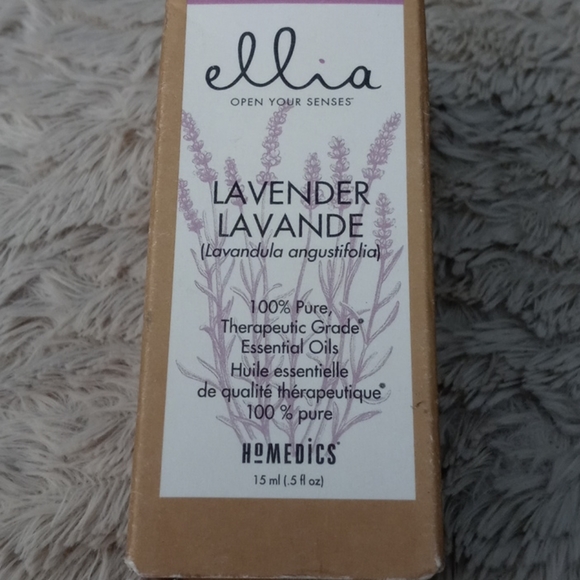 ellia
OPEN YOUR SENSES™
LAVENDER
LAVANDE
(Lavandula angustifolia)
100% Pure,
Therapeutic Grade*
Essential Oils
Huile essentielle
de qualité thérapeutique*
100 % pure
HoMEDICS®
15 ml (.5 fl oz)